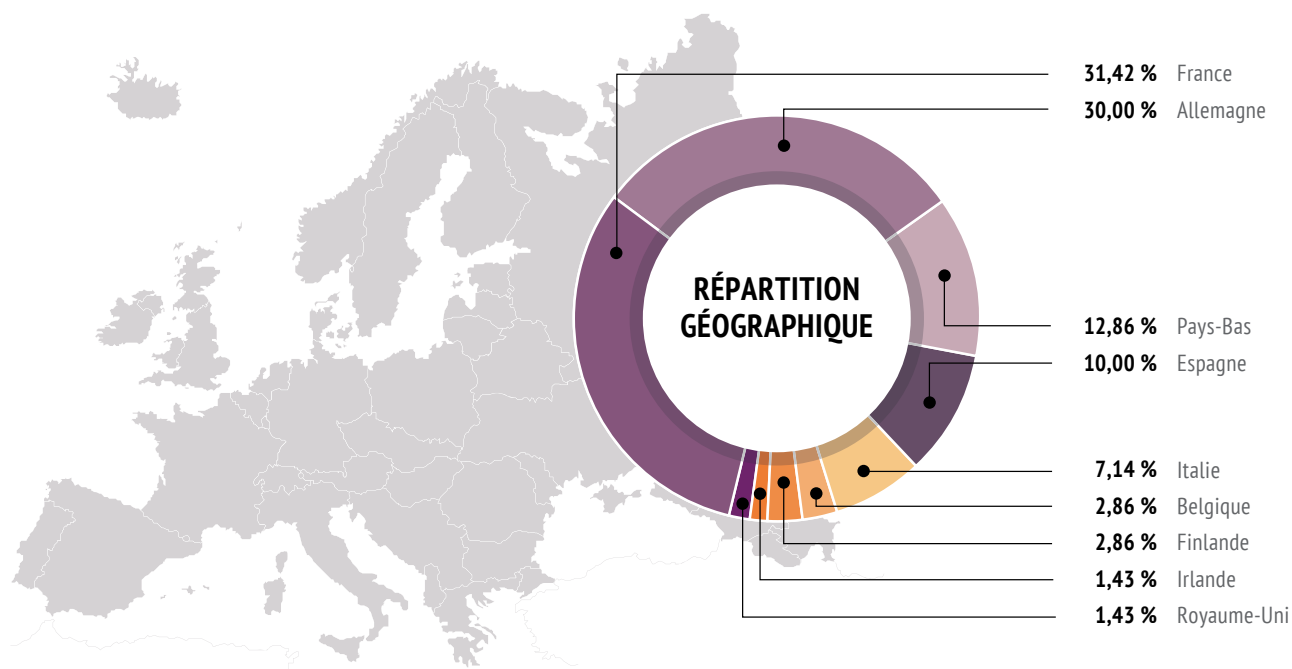 31,42 % France
30,00 % Allemagne
RÉPARTITION
GÉOGRAPHIQUE
12,86 % Pays-Bas
10,00 % Espagne
7,14 % Italie
2,86 % Belgique
2,86 % Finlande
1,43 % Irlande
1,43 % Royaume-Uni